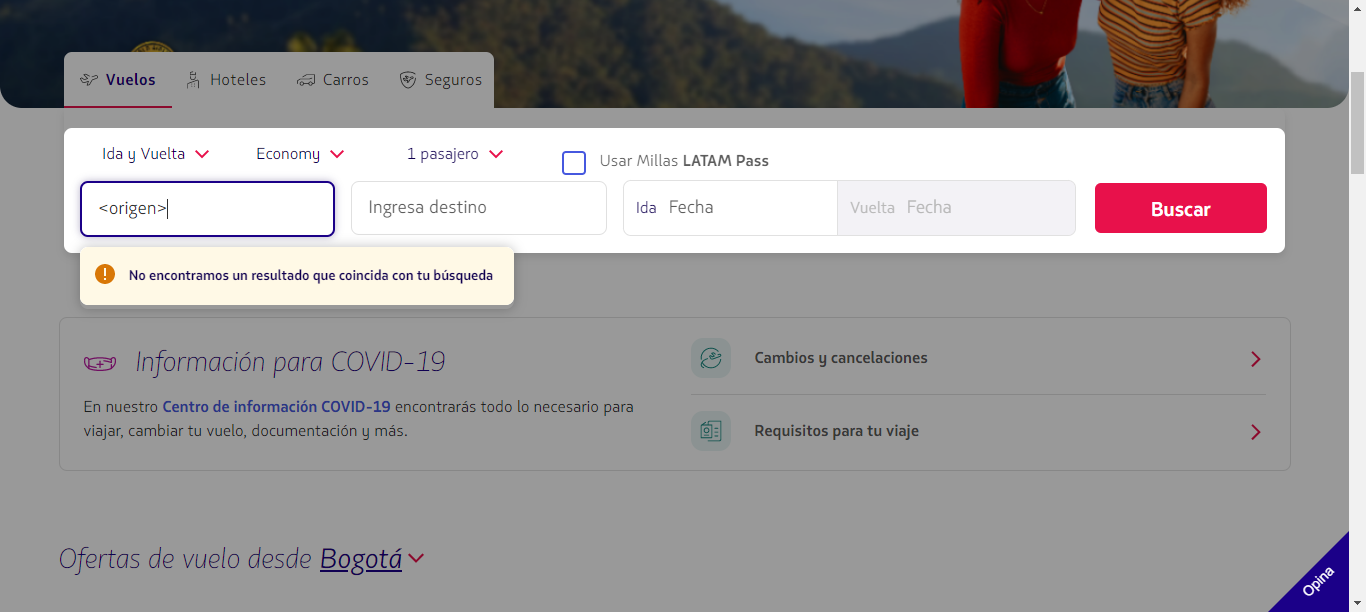 Vuelos Hoteles Carros Seguros
Ida y Vuelta Economy 1 pasajero Usar Millas LATAM Pass
<origen> Ingresa destino Ida Fecha Vuelta Fecha Buscar
! No encontramos un resultado que coincida con tu búsqueda
Información para COVID-19
En nuestro Centro de información COVID-19 encontrarás todo lo necesario para
viajar, cambiar tu vuelo, documentación y más.
Cambios y cancelaciones
Requisitos para tu viaje
Ofertas de vuelo desde Bogotá
Opina